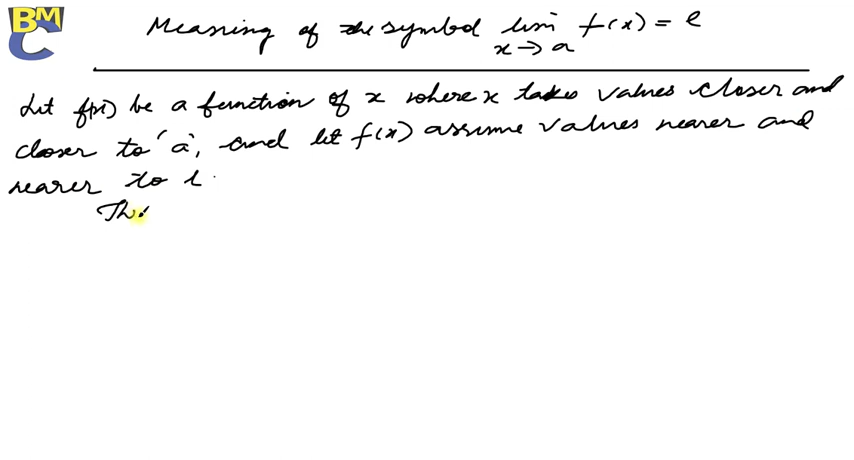 BMC
Meaning of the symbol lim f(x) = l
x → a
Let f(x) be a function of x where x takes values closer and
closer to 'a', and let f(x) assume values nearer and
nearer to l.